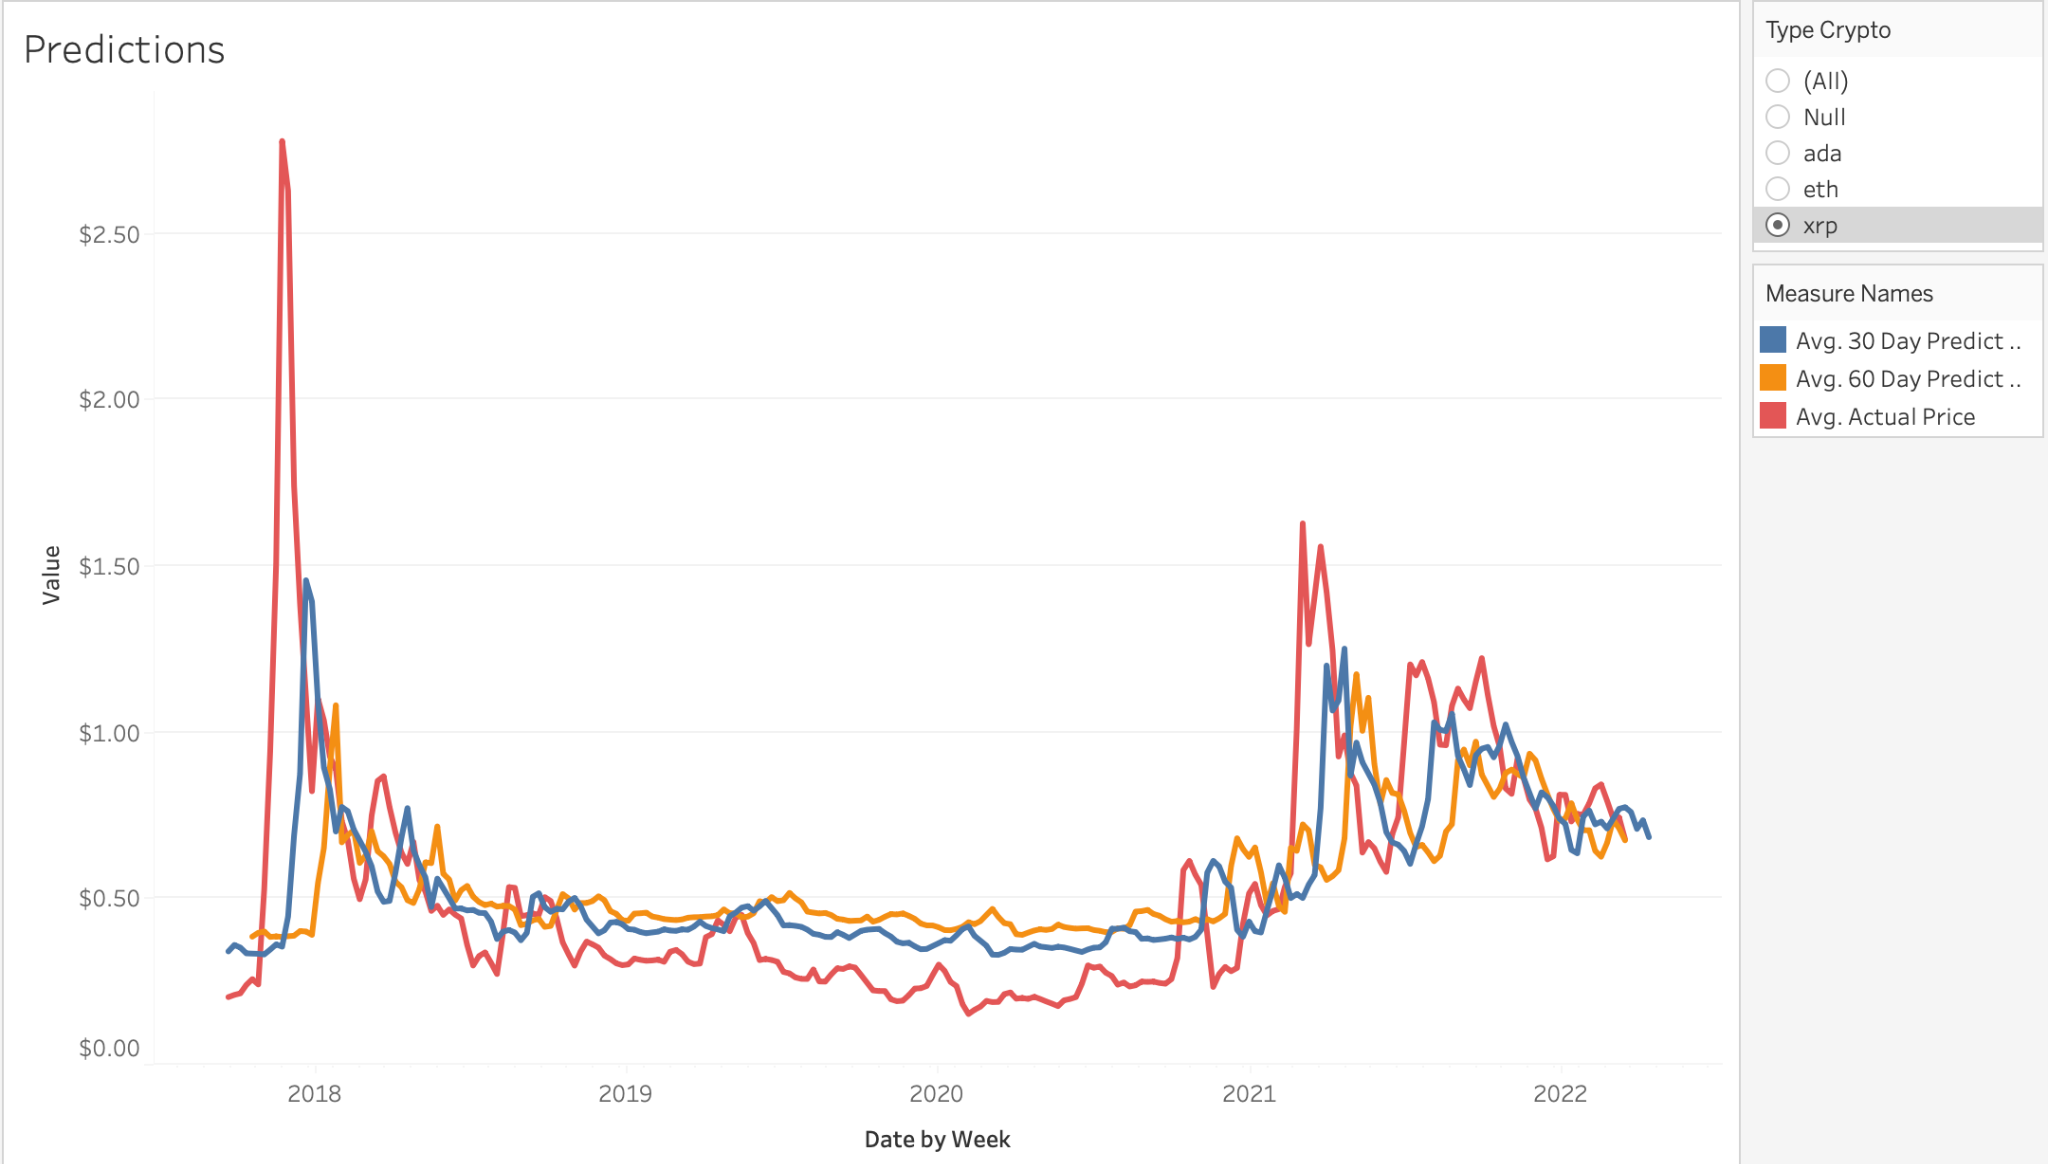 Predictions
Value
$2.50
$2.00
$1.50
$1.00
$0.50
$0.00
2018 2019 2020 2021 2022
Date by Week
Type Crypto
(All)
Null
ada
eth
xrp
Measure Names
Avg. 30 Day Predict ..
Avg. 60 Day Predict ..
Avg. Actual Price